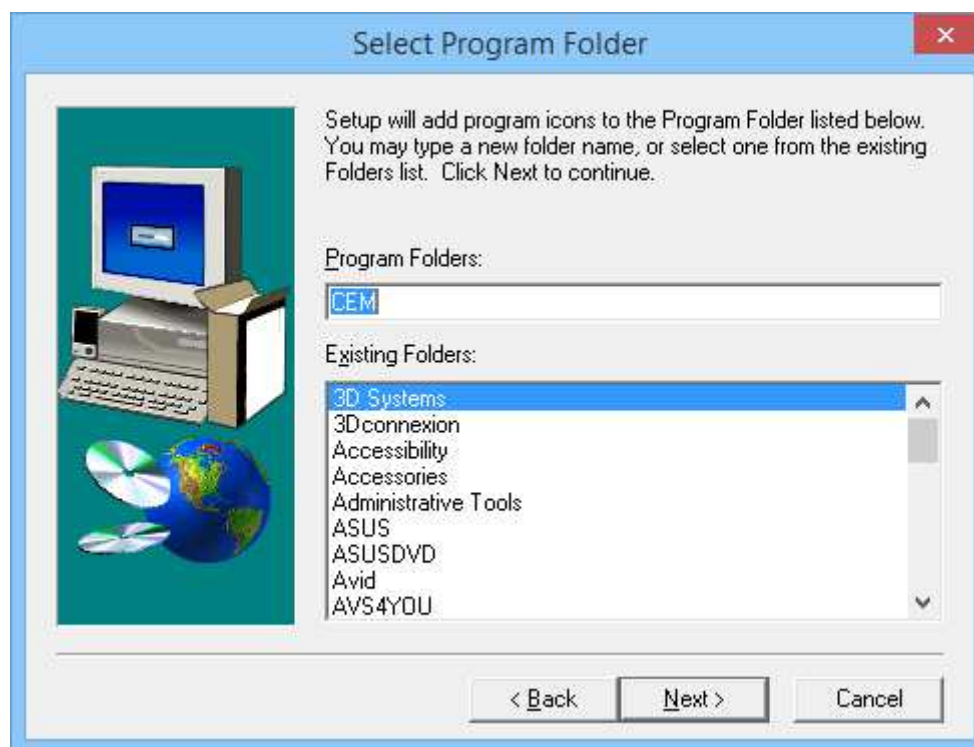 Select Program Folder
Setup will add program icons to the Program Folder listed below.
You may type a new folder name, or select one from the existing
Folders list.  Click Next to continue.
Program Folders:
CEM
Existing Folders:
3D Systems
3Dconnexion
Accessibility
Accessories
Administrative Tools
ASUS
ASUSDVD
Avid
AVS4YOU
< Back
Next >
Cancel